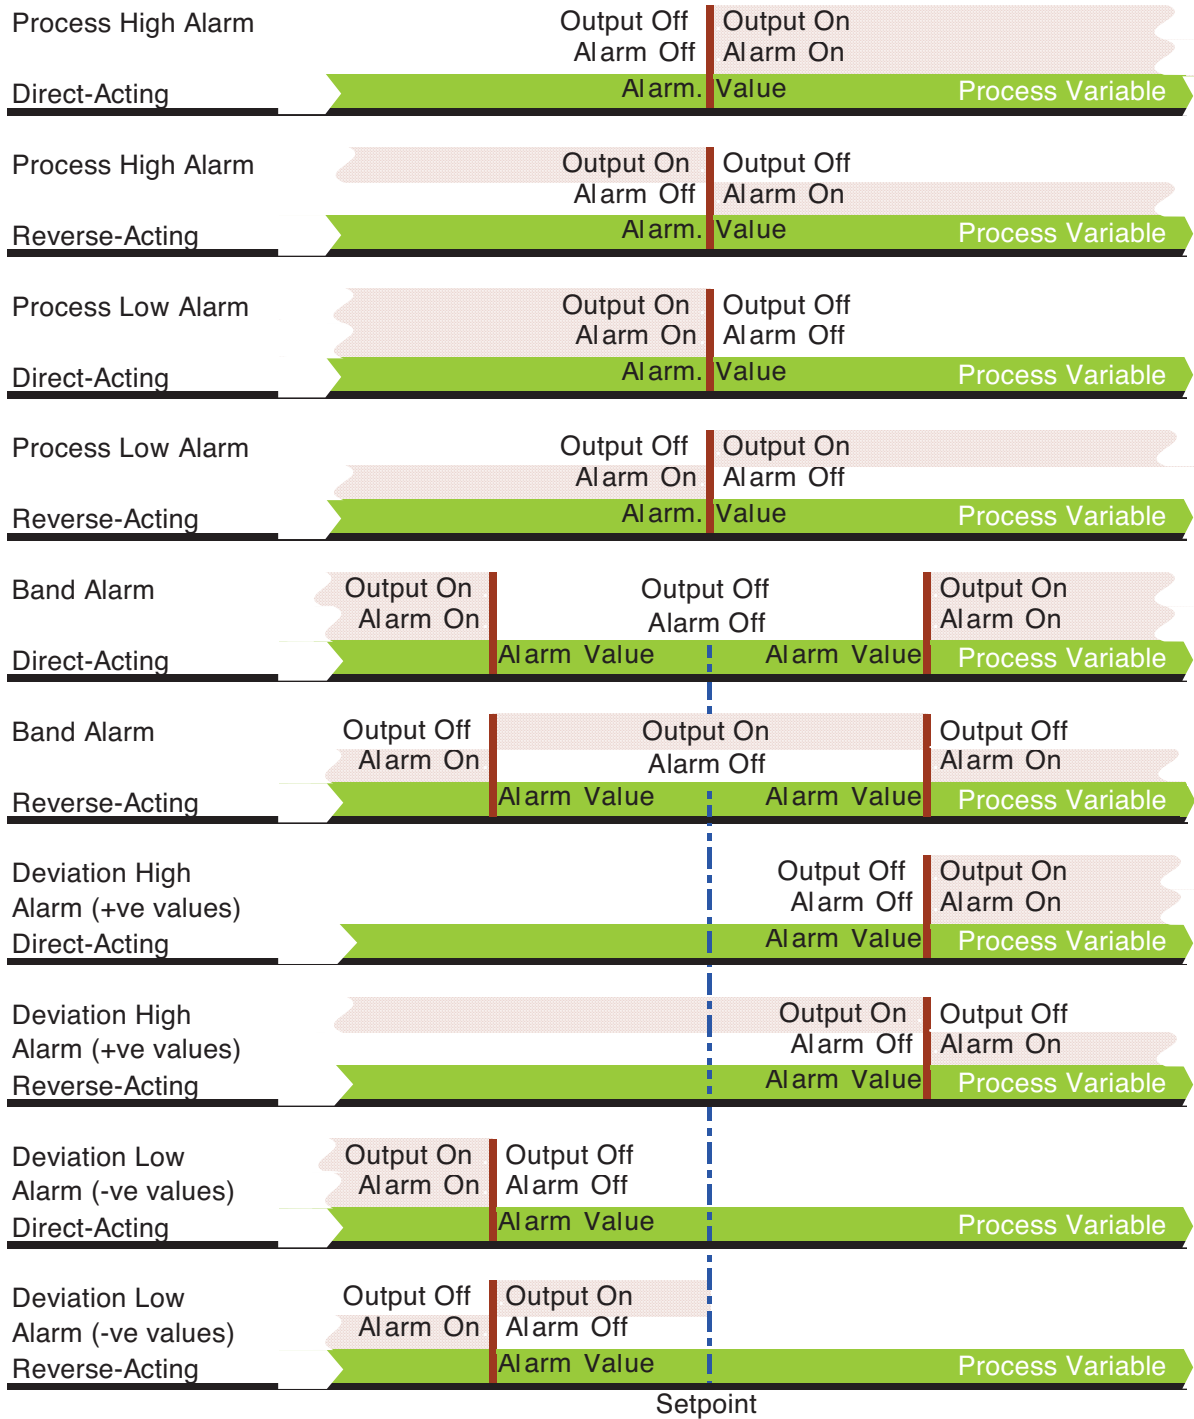 Process High Alarm
Output Off Output On
Alarm Off Alarm On
Direct-Acting
Alarm. Value Process Variable
Process High Alarm
Output On Output Off
Alarm Off Alarm On
Reverse-Acting
Alarm. Value Process Variable
Process Low Alarm
Output On Output Off
Alarm On Alarm Off
Direct-Acting
Alarm. Value Process Variable
Process Low Alarm
Output Off Output On
Alarm On Alarm Off
Reverse-Acting
Alarm. Value Process Variable
Band Alarm
Output On Output Off Output On
Alarm On Alarm Off Alarm On
Direct-Acting
Alarm Value Alarm Value Process Variable
Band Alarm
Output Off Output On Output Off
Alarm On Alarm Off Alarm On
Reverse-Acting
Alarm Value Alarm Value Process Variable
Deviation High
Alarm (+ve values)
Direct-Acting
Output Off Output On
Alarm Off Alarm On
Alarm Value Process Variable
Deviation High
Alarm (+ve values)
Reverse-Acting
Output On Output Off
Alarm Off Alarm On
Alarm Value Process Variable
Deviation Low
Alarm (-ve values)
Direct-Acting
Output On Output Off
Alarm On Alarm Off
Alarm Value Process Variable
Deviation Low
Alarm (-ve values)
Reverse-Acting
Output Off Output On
Alarm On Alarm Off
Alarm Value Process Variable
Setpoint